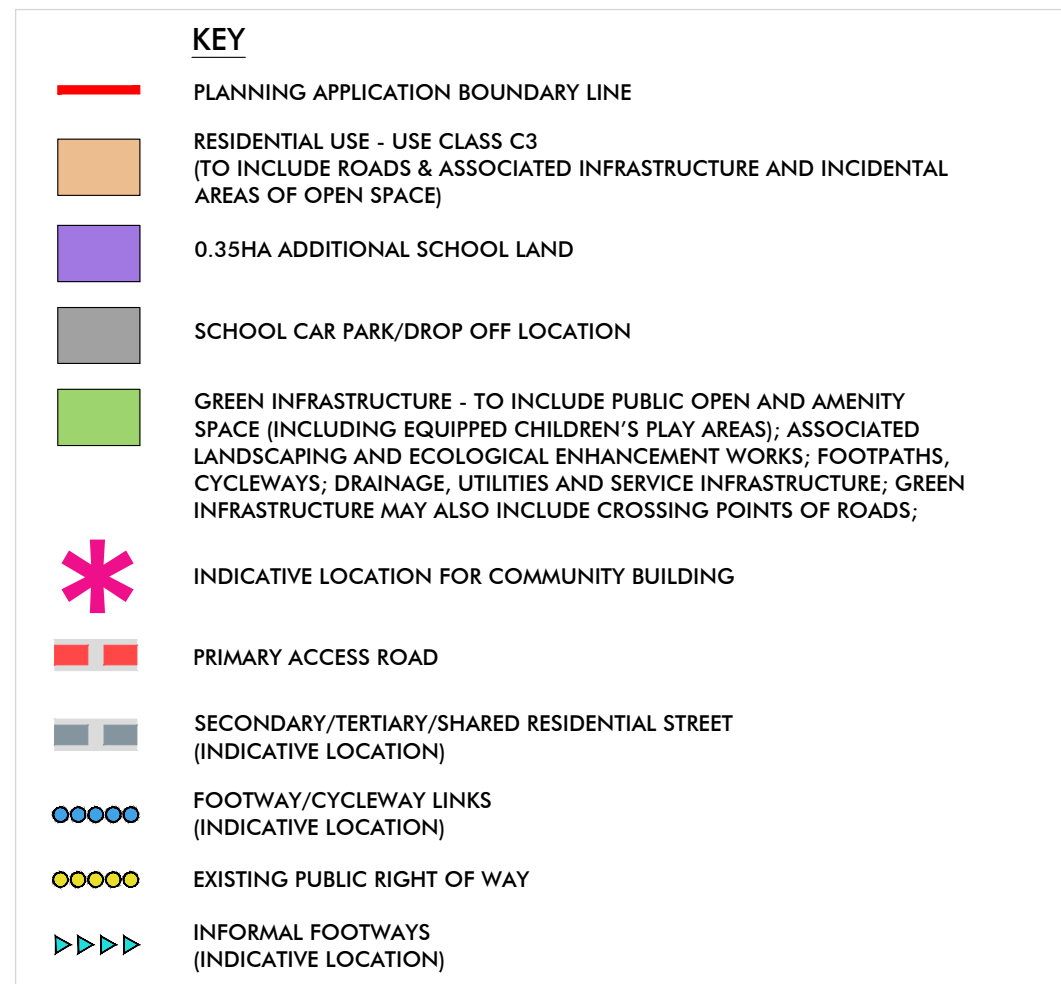 KEY
PLANNING APPLICATION BOUNDARY LINE
RESIDENTIAL USE - USE CLASS C3
(TO INCLUDE ROADS & ASSOCIATED INFRASTRUCTURE AND INCIDENTAL
AREAS OF OPEN SPACE)
0.35HA ADDITIONAL SCHOOL LAND
SCHOOL CAR PARK/DROP OFF LOCATION
GREEN INFRASTRUCTURE - TO INCLUDE PUBLIC OPEN AND AMENITY
SPACE (INCLUDING EQUIPPED CHILDREN'S PLAY AREAS); ASSOCIATED
LANDSCAPING AND ECOLOGICAL ENHANCEMENT WORKS; FOOTPATHS,
CYCLEWAYS; DRAINAGE, UTILITIES AND SERVICE INFRASTRUCTURE; GREEN
INFRASTRUCTURE MAY ALSO INCLUDE CROSSING POINTS OF ROADS;
INDICATIVE LOCATION FOR COMMUNITY BUILDING
PRIMARY ACCESS ROAD
SECONDARY/TERTIARY/SHARED RESIDENTIAL STREET
(INDICATIVE LOCATION)
FOOTWAY/CYCLEWAY LINKS
(INDICATIVE LOCATION)
EXISTING PUBLIC RIGHT OF WAY
INFORMAL FOOTWAYS
(INDICATIVE LOCATION)